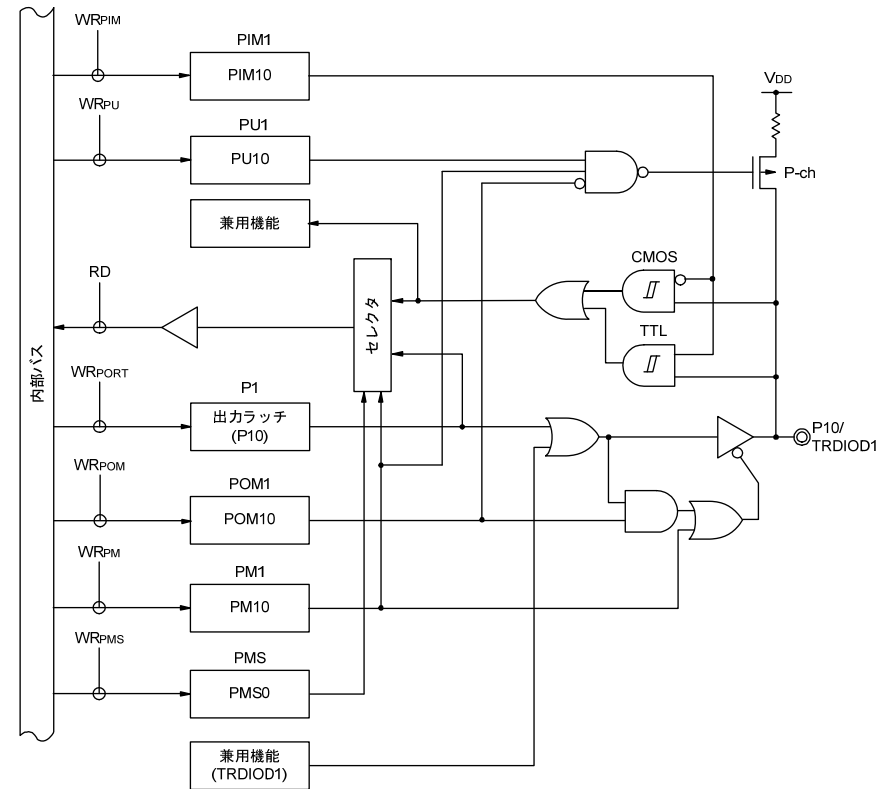 WRPIM
PIM1
PIM10
VDD
WRPU
PU1
PU10
P-ch
兼用機能
CMOS
RD
セレクタ
TTL
内部バス
WRPORT
P1
出力ラッチ
(P10)
P10/
TRDIOD1
WRPOM
POM1
POM10
WRPM
PM1
PM10
WRPMS
PMS
PMS0
兼用機能
(TRDIOD1)